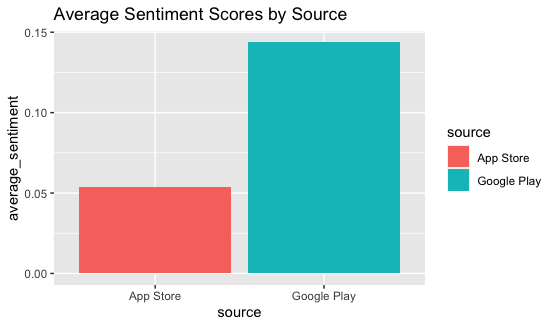 Average Sentiment Scores by Source
average_sentiment
0.15
0.10
0.05
0.00
App Store
Google Play
source
source
App Store
Google Play